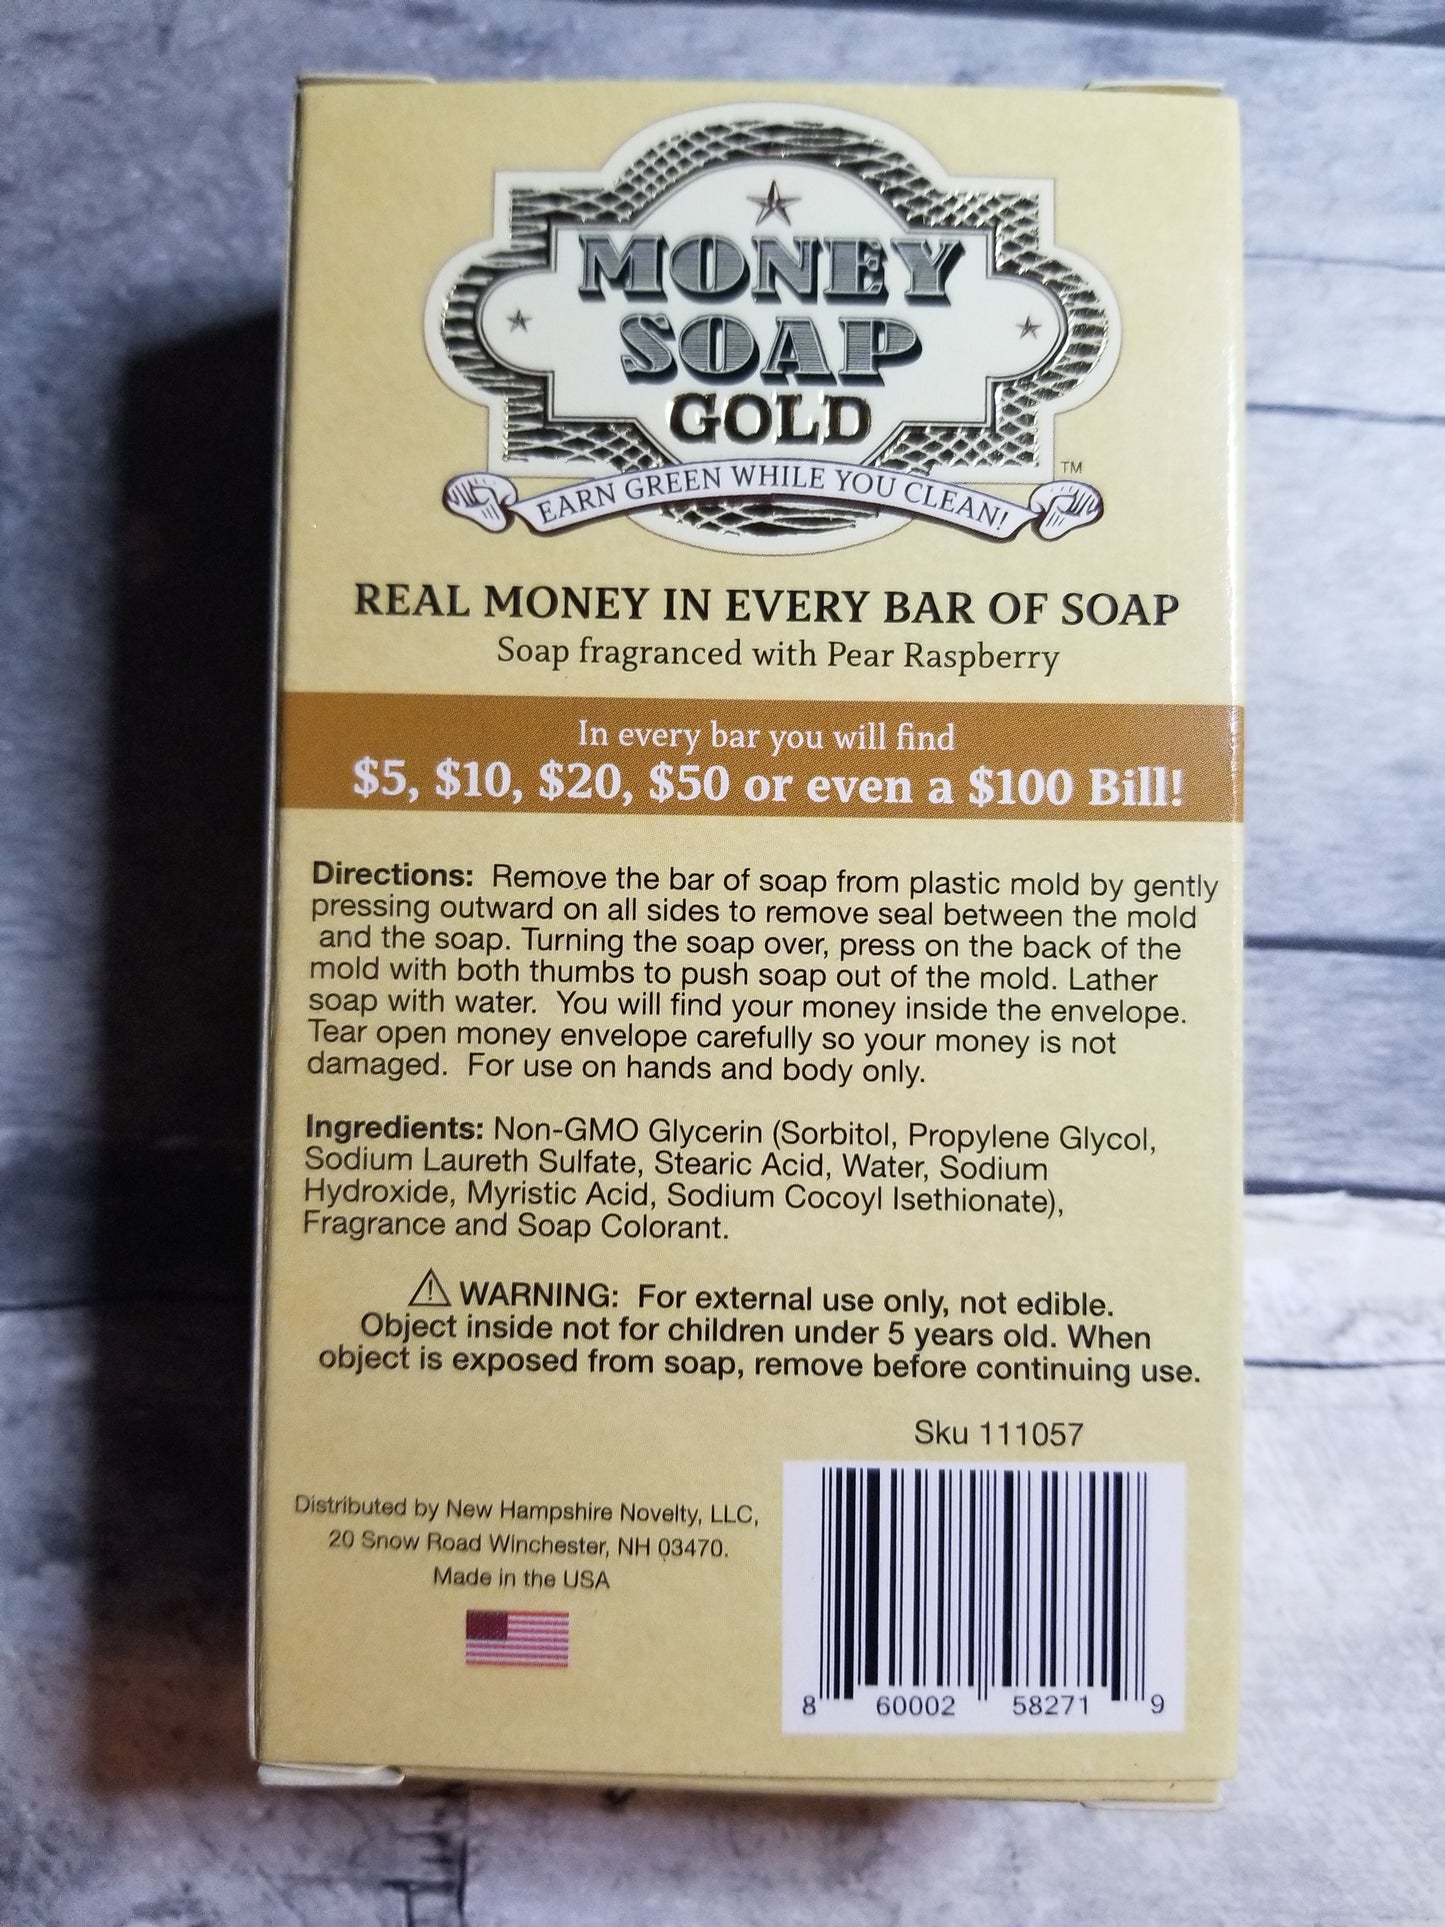 MONEY
SOAP
GOLD
TM
EARN GREEN WHILE YOU CLEAN!
REAL MONEY IN EVERY BAR OF SOAP
Soap fragranced with Pear Raspberry
In every bar you will find
$5, $10, $20, $50 or even a $100 Bill!
Directions: Remove the bar of soap from plastic mold by gently
pressing outward on all sides to remove seal between the mold
and the soap. Turning the soap over, press on the back of the
mold with both thumbs to push soap out of the mold. Lather
soap with water. You will find your money inside the envelope.
Tear open money envelope carefully so your money is not
damaged. For use on hands and body only.
Ingredients: Non-GMO Glycerin (Sorbitol, Propylene Glycol,
Sodium Laureth Sulfate, Stearic Acid, Water, Sodium
Hydroxide, Myristic Acid, Sodium Cocoyl Isethionate),
Fragrance and Soap Colorant.
⚠ WARNING: For external use only, not edible.
Object inside not for children under 5 years old. When
object is exposed from soap, remove before continuing use.
Sku 111057
Distributed by New Hampshire Novelty, LLC,
20 Snow Road Winchester, NH 03470.
Made in the USA
8 60002 58271 9